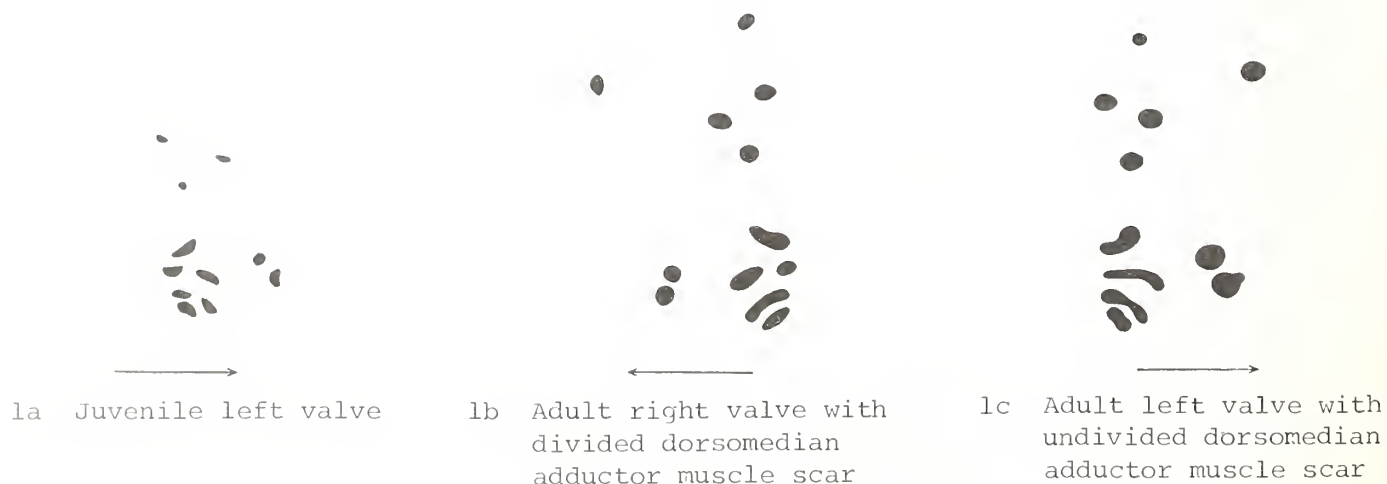 1a Juvenile left valve
1b Adult right valve with
divided dorsomedian
adductor muscle scar
1c Adult left valve with
undivided dorsomedian
adductor muscle scar